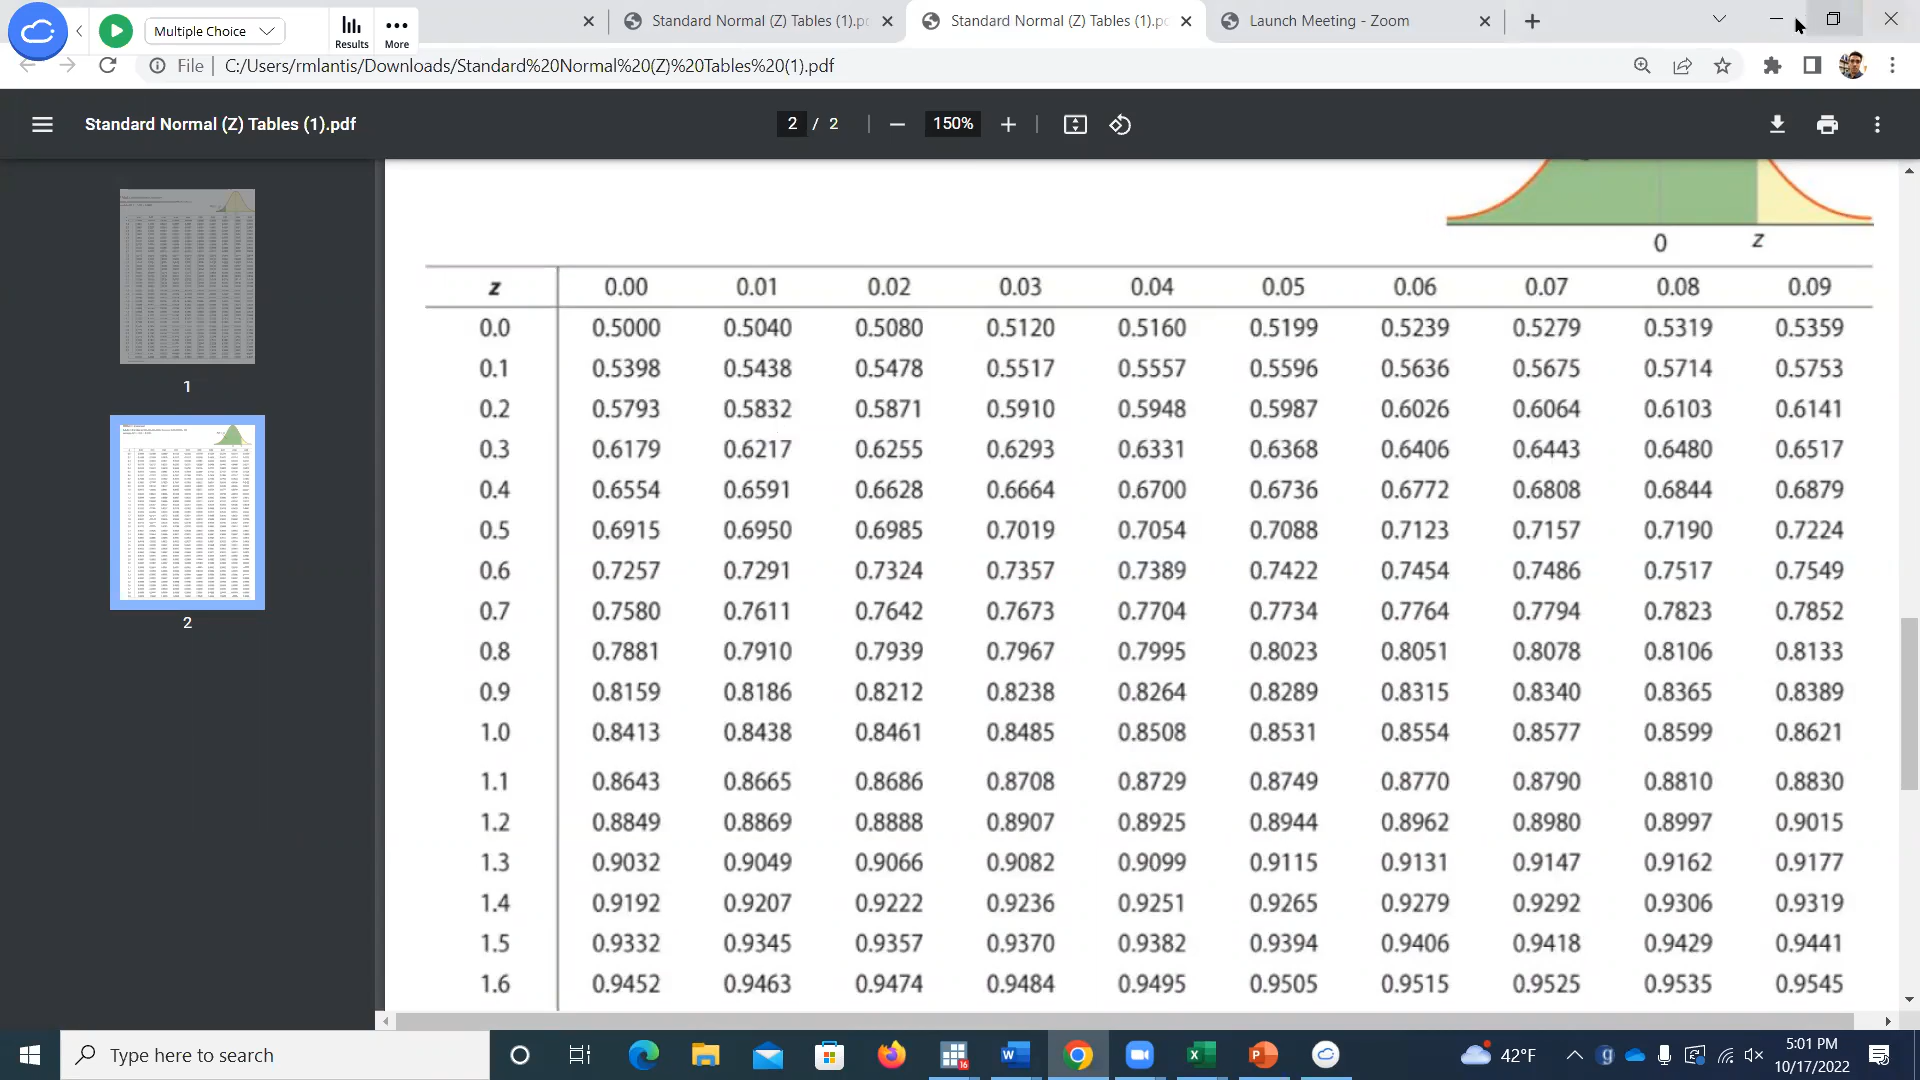 Multiple Choice
Results
More
Standard Normal (Z) Tables (1).p
Standard Normal (Z) Tables (1).p
Launch Meeting - Zoom
File
C:/Users/rmlantis/Downloads/Standard%20Normal%20(Z)%20Tables%20(1).pdf
Standard Normal (Z) Tables (1).pdf
2 / 2
150%
1
2
0 z
z 0.00 0.01 0.02 0.03 0.04 0.05 0.06 0.07 0.08 0.09
0.0 0.5000 0.5040 0.5080 0.5120 0.5160 0.5199 0.5239 0.5279 0.5319 0.5359
0.1 0.5398 0.5438 0.5478 0.5517 0.5557 0.5596 0.5636 0.5675 0.5714 0.5753
0.2 0.5793 0.5832 0.5871 0.5910 0.5948 0.5987 0.6026 0.6064 0.6103 0.6141
0.3 0.6179 0.6217 0.6255 0.6293 0.6331 0.6368 0.6406 0.6443 0.6480 0.6517
0.4 0.6554 0.6591 0.6628 0.6664 0.6700 0.6736 0.6772 0.6808 0.6844 0.6879
0.5 0.6915 0.6950 0.6985 0.7019 0.7054 0.7088 0.7123 0.7157 0.7190 0.7224
0.6 0.7257 0.7291 0.7324 0.7357 0.7389 0.7422 0.7454 0.7486 0.7517 0.7549
0.7 0.7580 0.7611 0.7642 0.7673 0.7704 0.7734 0.7764 0.7794 0.7823 0.7852
0.8 0.7881 0.7910 0.7939 0.7967 0.7995 0.8023 0.8051 0.8078 0.8106 0.8133
0.9 0.8159 0.8186 0.8212 0.8238 0.8264 0.8289 0.8315 0.8340 0.8365 0.8389
1.0 0.8413 0.8438 0.8461 0.8485 0.8508 0.8531 0.8554 0.8577 0.8599 0.8621
1.1 0.8643 0.8665 0.8686 0.8708 0.8729 0.8749 0.8770 0.8790 0.8810 0.8830
1.2 0.8849 0.8869 0.8888 0.8907 0.8925 0.8944 0.8962 0.8980 0.8997 0.9015
1.3 0.9032 0.9049 0.9066 0.9082 0.9099 0.9115 0.9131 0.9147 0.9162 0.9177
1.4 0.9192 0.9207 0.9222 0.9236 0.9251 0.9265 0.9279 0.9292 0.9306 0.9319
1.5 0.9332 0.9345 0.9357 0.9370 0.9382 0.9394 0.9406 0.9418 0.9429 0.9441
1.6 0.9452 0.9463 0.9474 0.9484 0.9495 0.9505 0.9515 0.9525 0.9535 0.9545
Type here to search
42°F
5:01 PM
10/17/2022